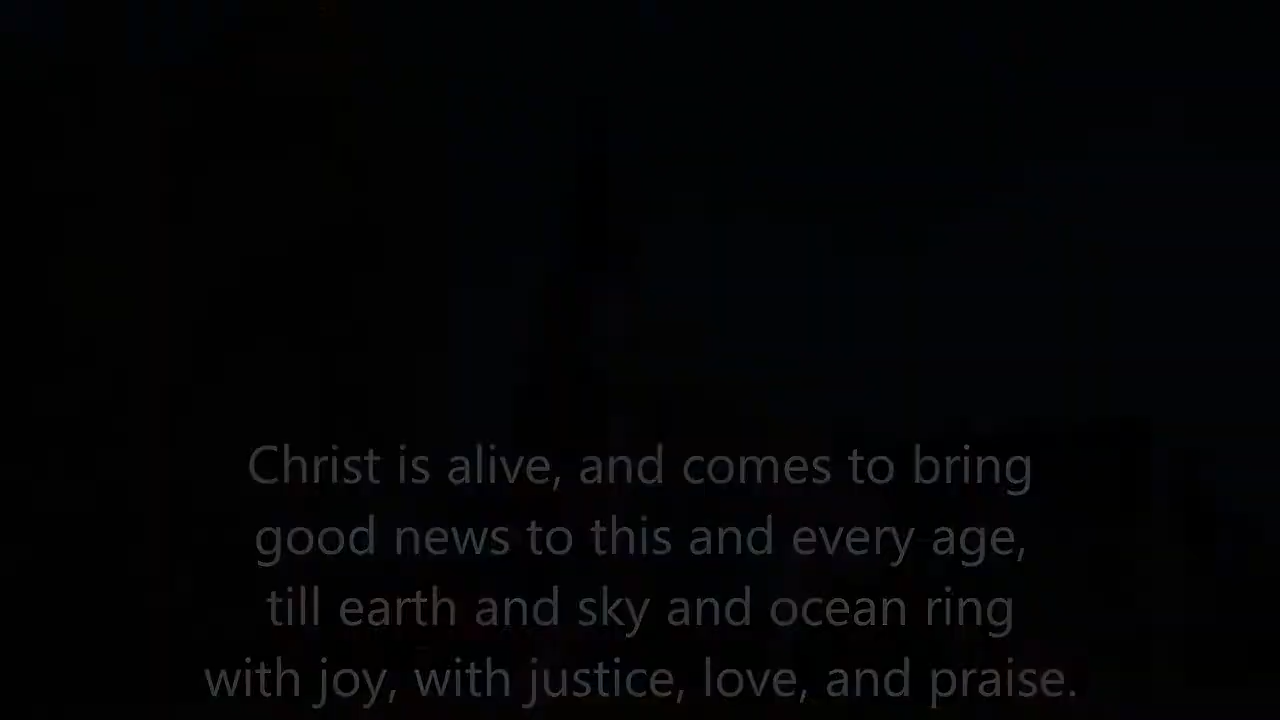 Christ is alive, and comes to bring
good news to this and every age,
till earth and sky and ocean ring
with joy, with justice, love, and praise.